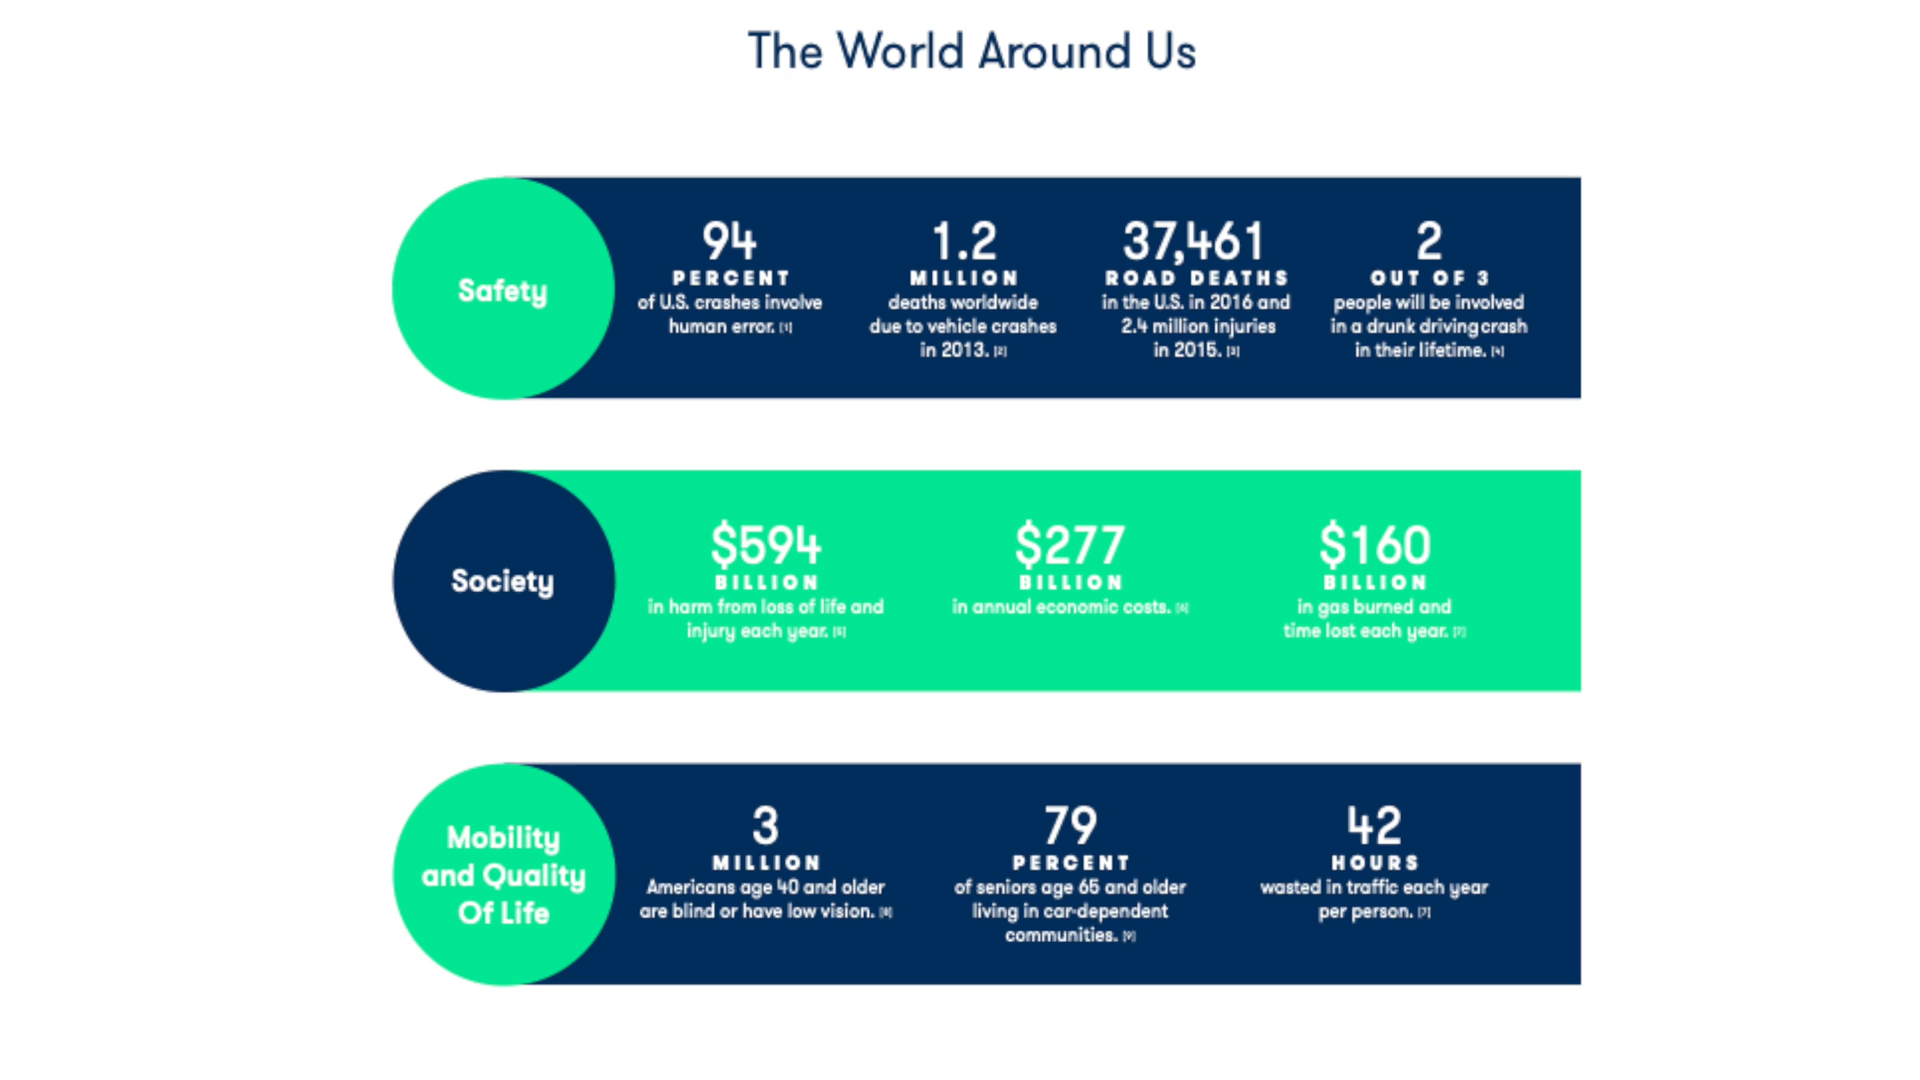 The World Around Us
Safety
94
PERCENT
of U.S. crashes involve
human error. [1]
1.2
MILLION
deaths worldwide
due to vehicle crashes
in 2013. [2]
37,461
ROAD DEATHS
in the U.S. in 2016 and
2.4 million injuries
in 2015. [3]
2
OUT OF 3
people will be involved
in a drunk driving crash
in their lifetime. [4]
Society
$594
BILLION
in harm from loss of life and
injury each year. [5]
$277
BILLION
in annual economic costs. [6]
$160
BILLION
in gas burned and
time lost each year. [7]
Mobility
and Quality
Of Life
3
MILLION
Americans age 40 and older
are blind or have low vision. [8]
79
PERCENT
of seniors age 65 and older
living in car-dependent
communities. [9]
42
HOURS
wasted in traffic each year
per person. [7]